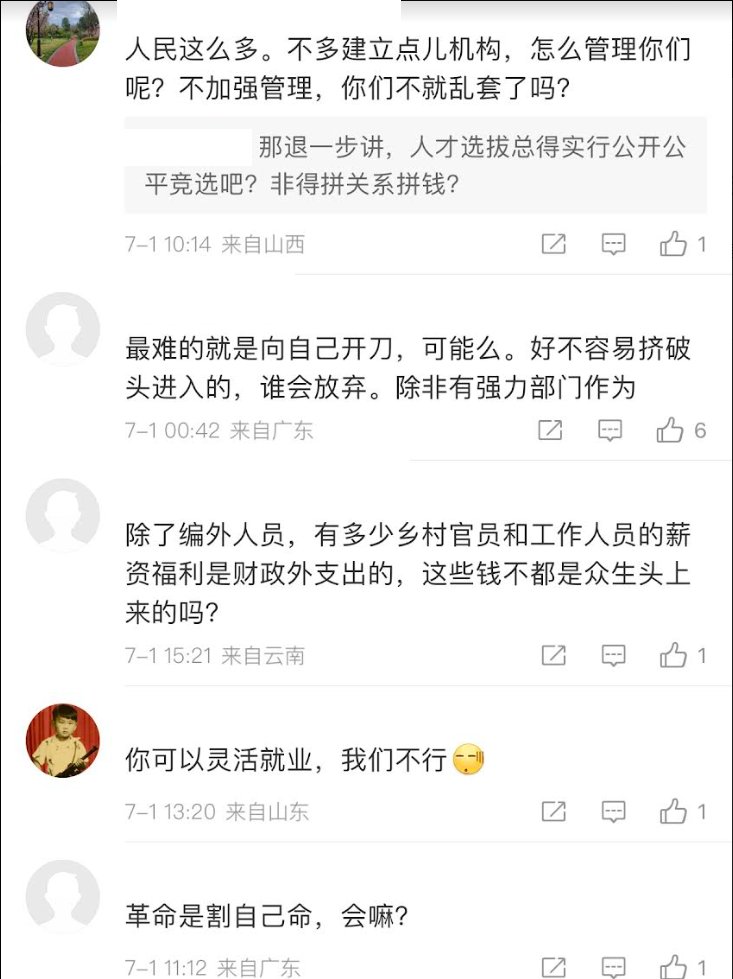 人民这么多。不多建立点儿机构，怎么管理你们
呢？不加强管理，你们不就乱套了吗？
那退一步讲，人才选拔总得实行公开公
平竞选吧？非得拼关系拼钱？
7-1 10:14 来自山西
1
最难的就是向自己开刀，可能么。好不容易挤破
头进入的，谁会放弃。除非有强力部门作为
7-1 00:42 来自广东
6
除了编外人员，有多少乡村官员和工作人员的薪
资福利是财政外支出的，这些钱不都是众生头上
来的吗？
7-1 15:21 来自云南
1
你可以灵活就业，我们不行
7-1 13:20 来自山东
1
革命是割自己命，会嘛？
7-1 11:12 来自广东
1